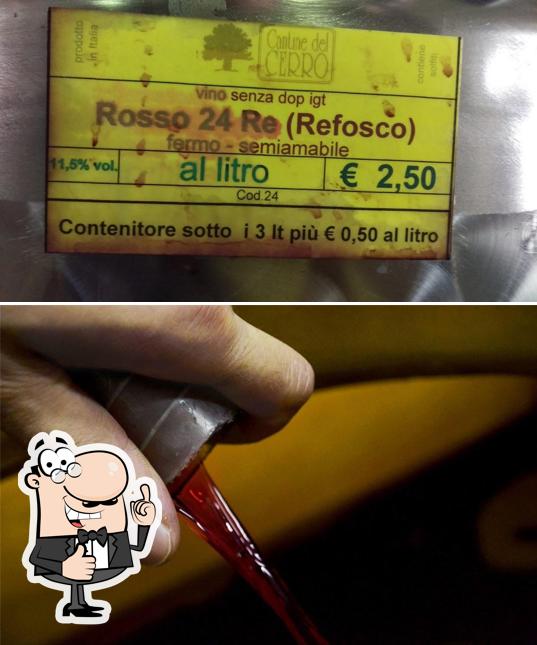 prodotto
in Italia
Cantine del
CERRO
contiene
solfiti
vino senza dop igt
Rosso 24 Re (Refosco)
fermo - semiamabile
11,5% vol.
al litro
€ 2,50
Cod.24
Contenitore sotto i 3 lt più € 0,50 al litro